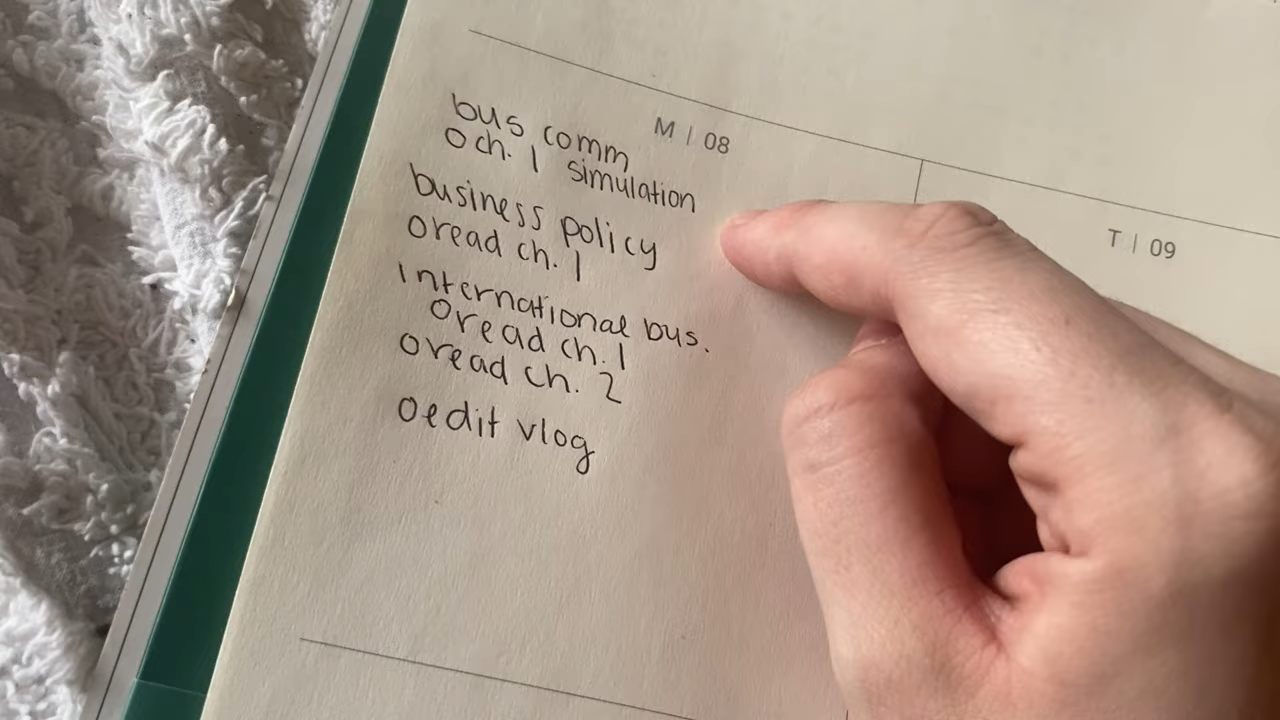 M | 08
bus comm
o ch. 1 simulation
business policy
o read ch. 1
international bus.
o read ch. 1
o read ch. 2
o edit vlog
T | 09